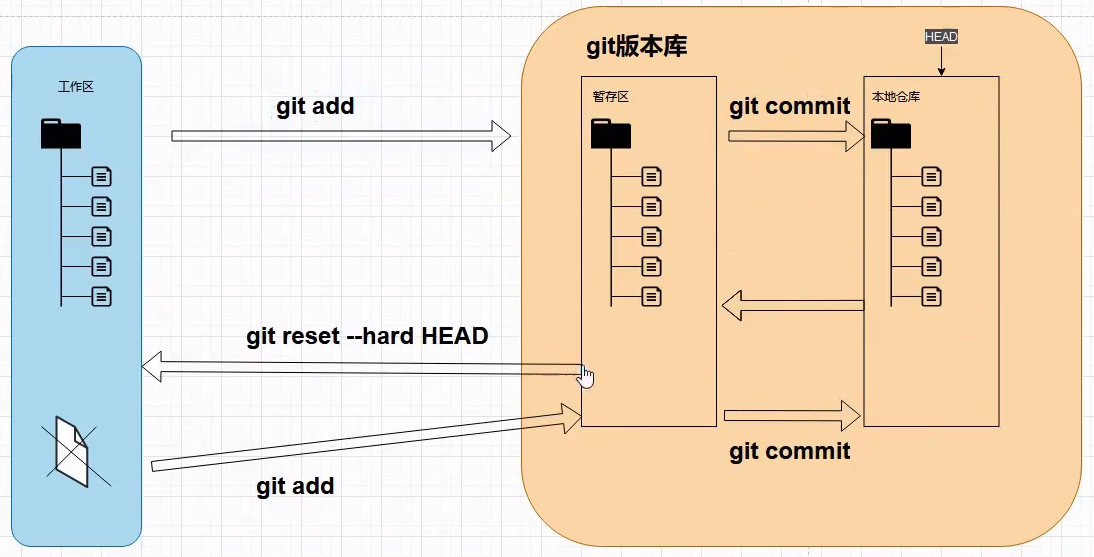 git版本库
HEAD
工作区
git add
暂存区
git commit
本地仓库
git reset --hard HEAD
git commit
git add